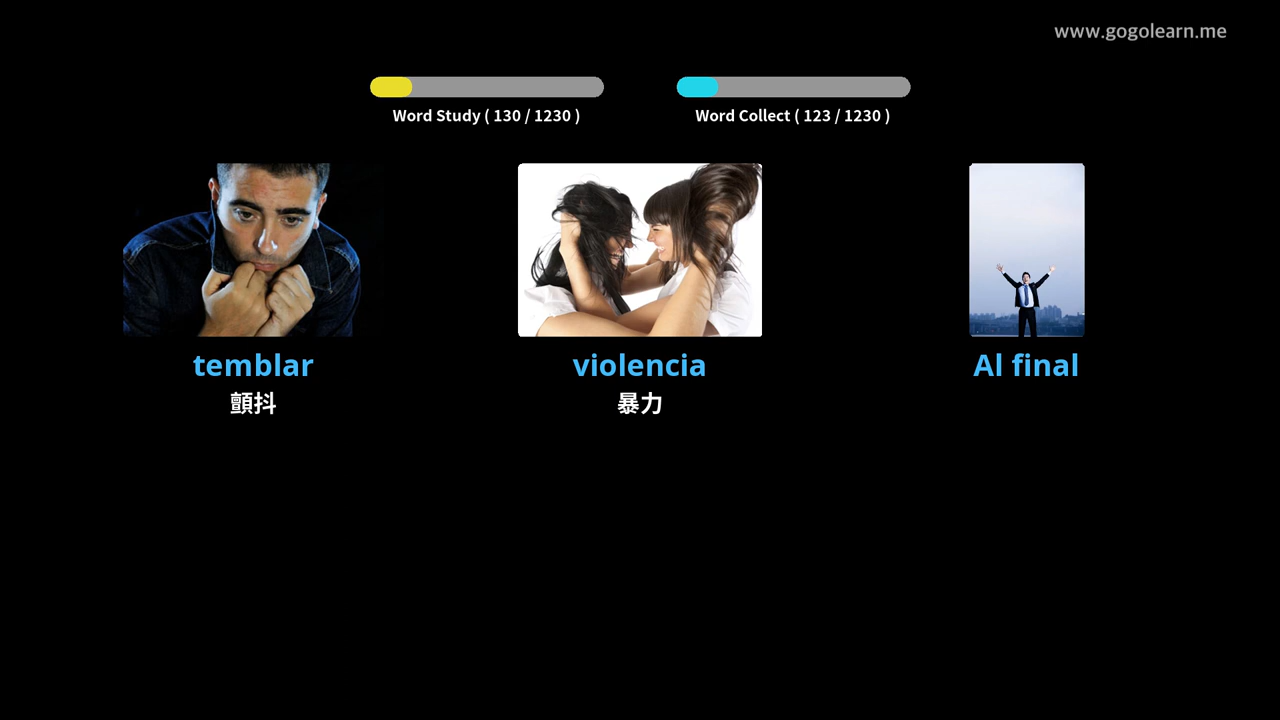 www.gogolearn.me
Word Study ( 130 / 1230 )
Word Collect ( 123 / 1230 )
temblar
顫抖
violencia
暴力
Al final